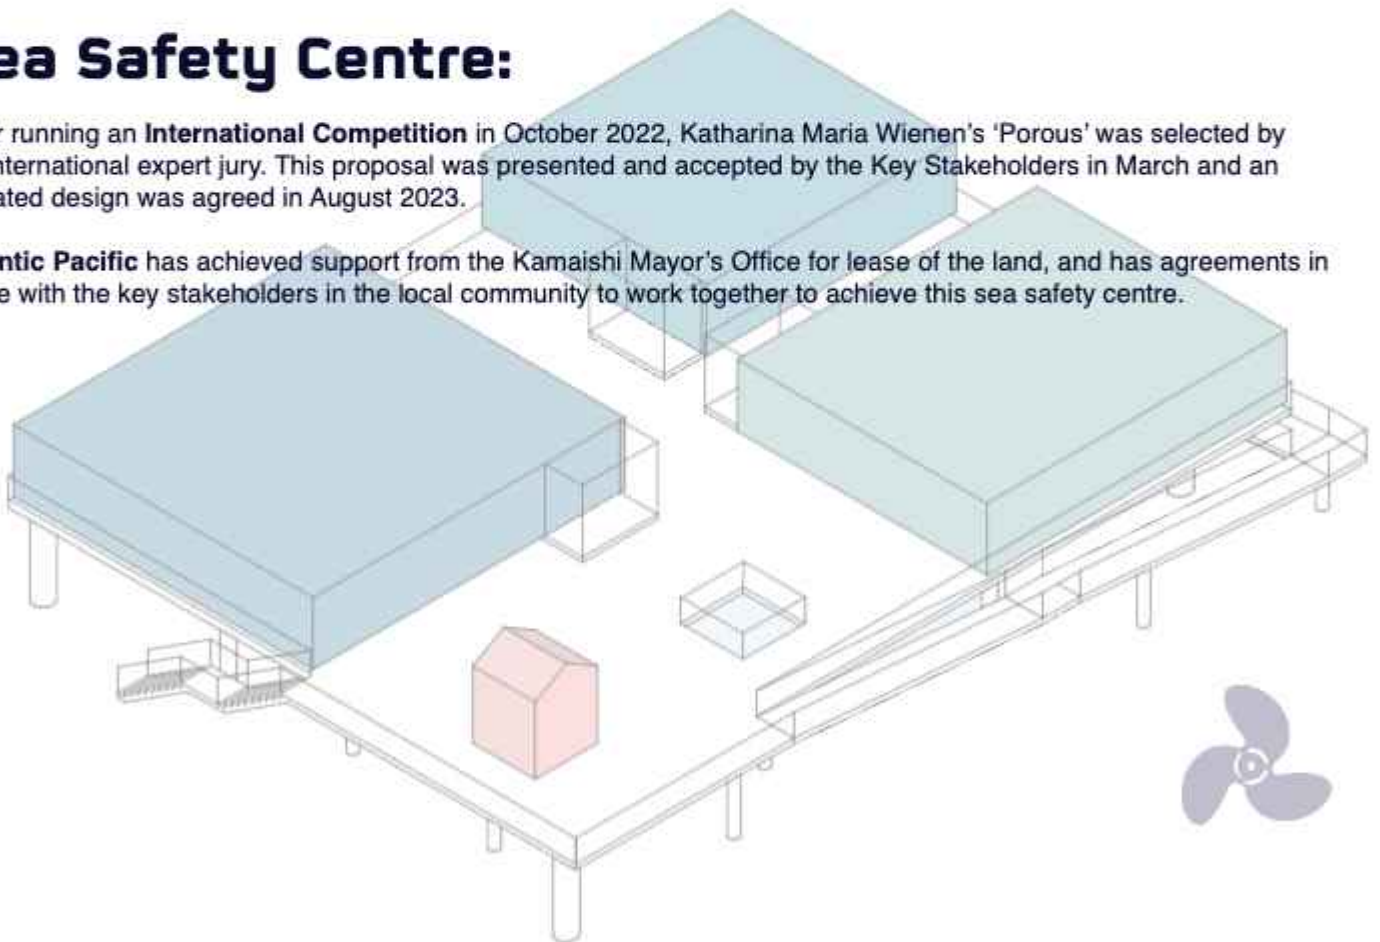 ea Safety Centre:
r running an International Competition in October 2022, Katharina Maria Wienen's 'Porous' was selected by
nternational expert jury. This proposal was presented and accepted by the Key Stakeholders in March and an
ated design was agreed in August 2023.
ntic Pacific has achieved support from the Kamaishi Mayor's Office for lease of the land, and has agreements in
e with the key stakeholders in the local community to work together to achieve this sea safety centre.